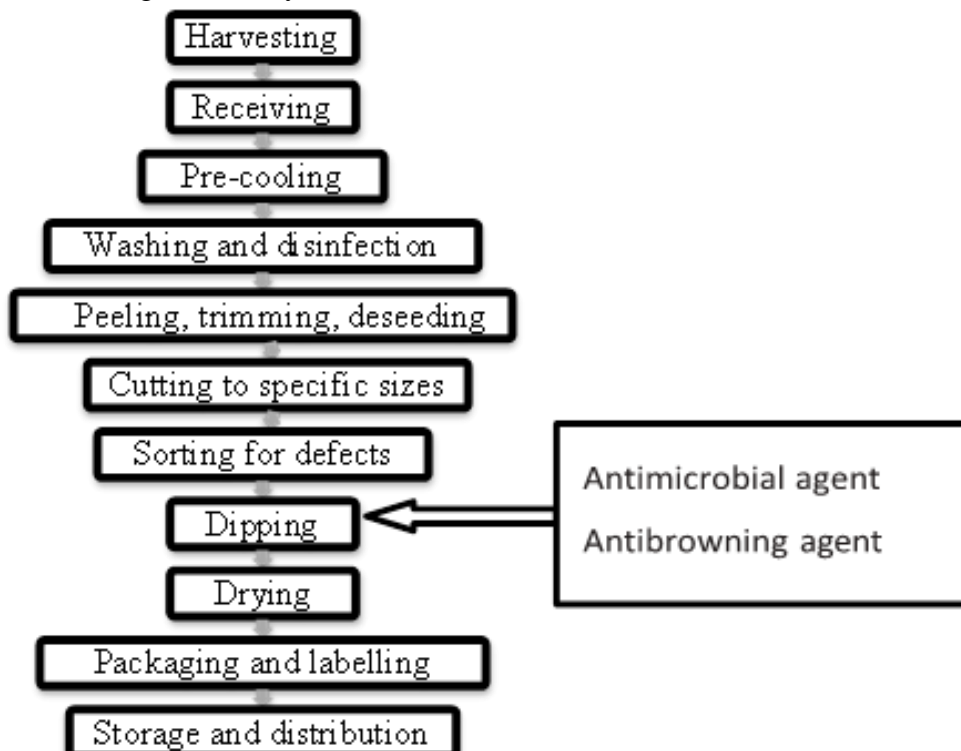 Harvesting
Receiving
Pre-cooling
Washing and disinfection
Peeling, trimming, deseeding
Cutting to specific sizes
Sorting for defects
Dipping
Antimicrobial agent
Antibrowning agent
Drying
Packaging and labelling
Storage and distribution